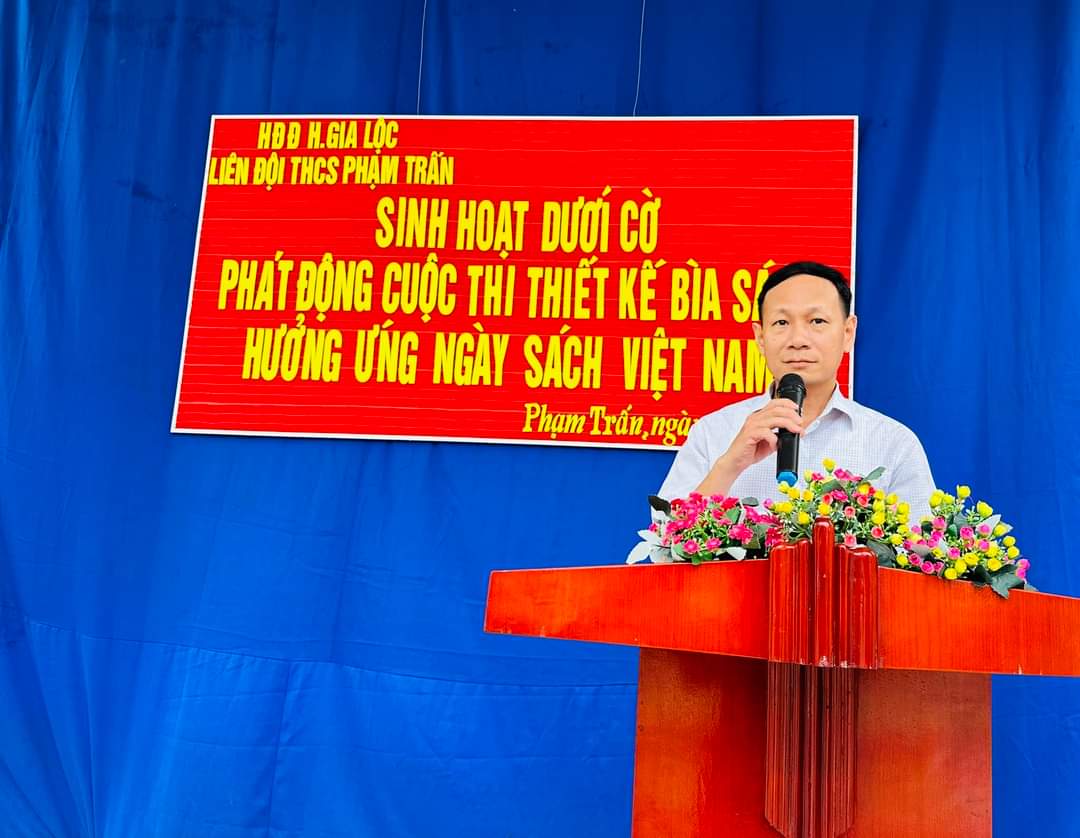 HĐĐ H.GIA LỘC
LIÊN ĐỘI THCS PHẠM TRẤN
SINH HOẠT DƯỚI CỜ
PHÁT ĐỘNG CUỘC THI THIẾT KẾ BÌA
HƯỞNG ỨNG NGÀY SÁCH VIỆT NAM
Phạm Trấn, ngà